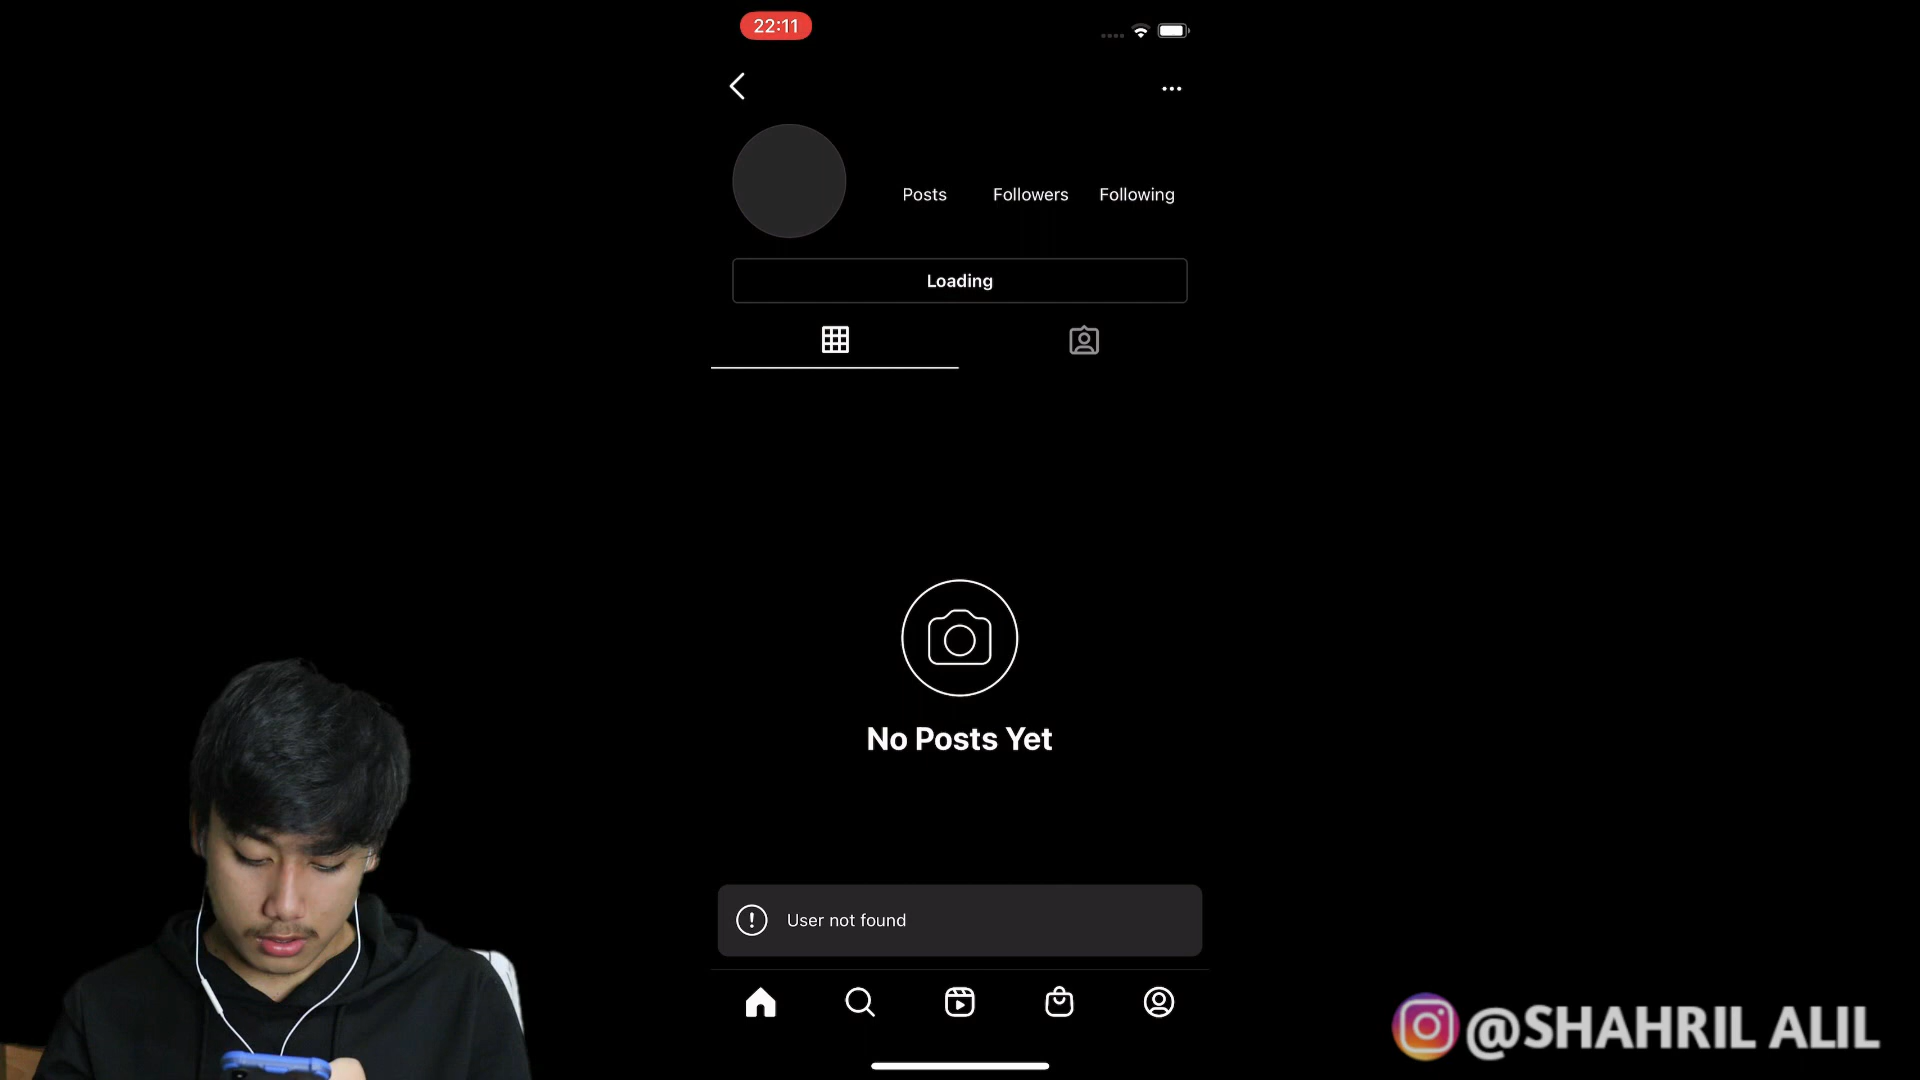 22:11
Posts
Followers
Following
Loading
No Posts Yet
User not found
@SHAHRIL ALIL